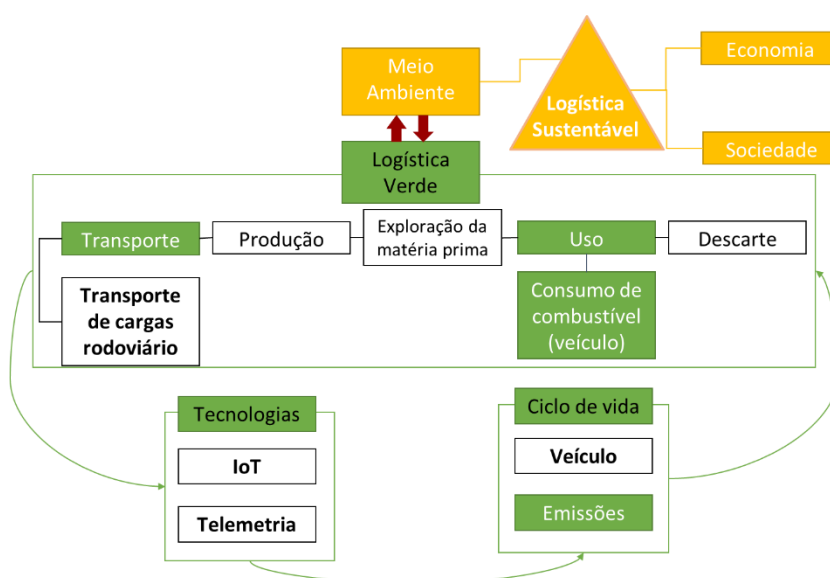 Meio
Ambiente
Economia
Logística
Sustentável
Sociedade
Logística
Verde
Transporte
Produção
Exploração da
matéria prima
Uso
Descarte
Transporte
de cargas
rodoviário
Consumo de
combustível
(veículo)
Tecnologias
IoT
Telemetria
Ciclo de vida
Veículo
Emissões